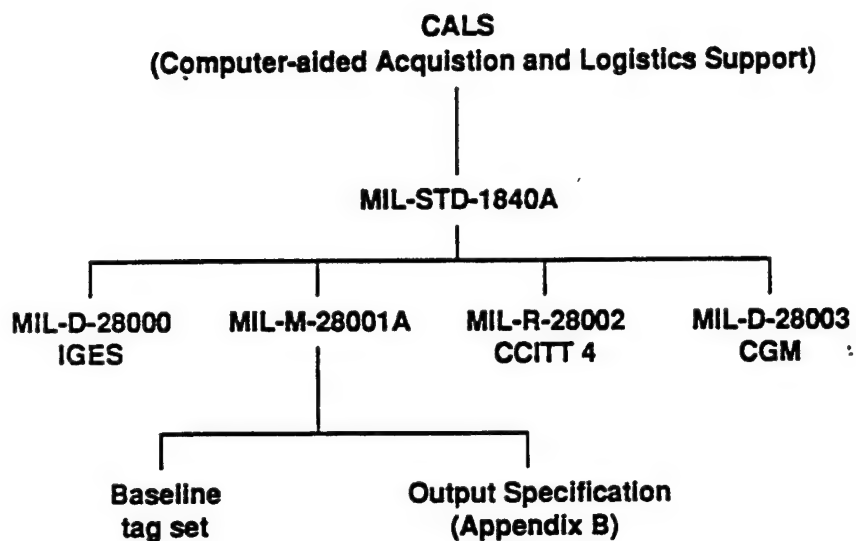 CALS
(Computer-aided Acquistion and Logistics Support)
MIL-STD-1840A
MIL-D-28000 MIL-M-28001A MIL-R-28002 MIL-D-28003
IGES CCITT 4 CGM
Baseline Output Specification
tag set (Appendix B)